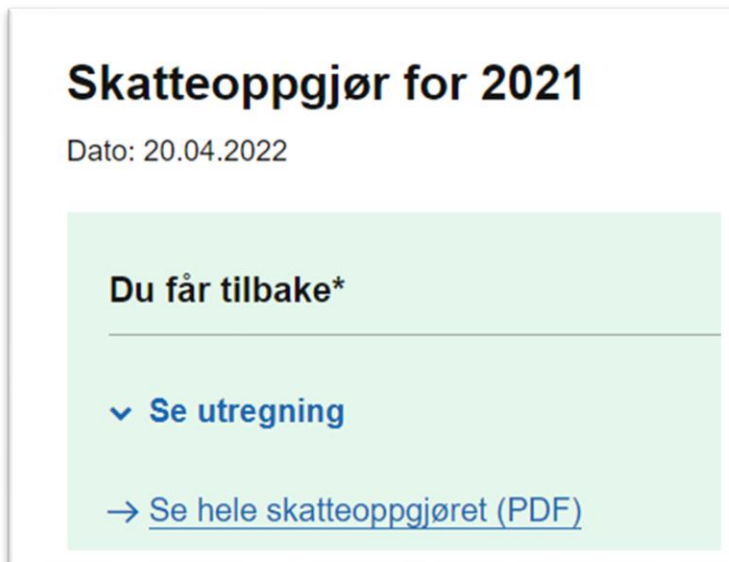 Skatteoppgjør for 2021
Dato: 20.04.2022
Du får tilbake*
Se utregning
Se hele skatteoppgjøret (PDF)